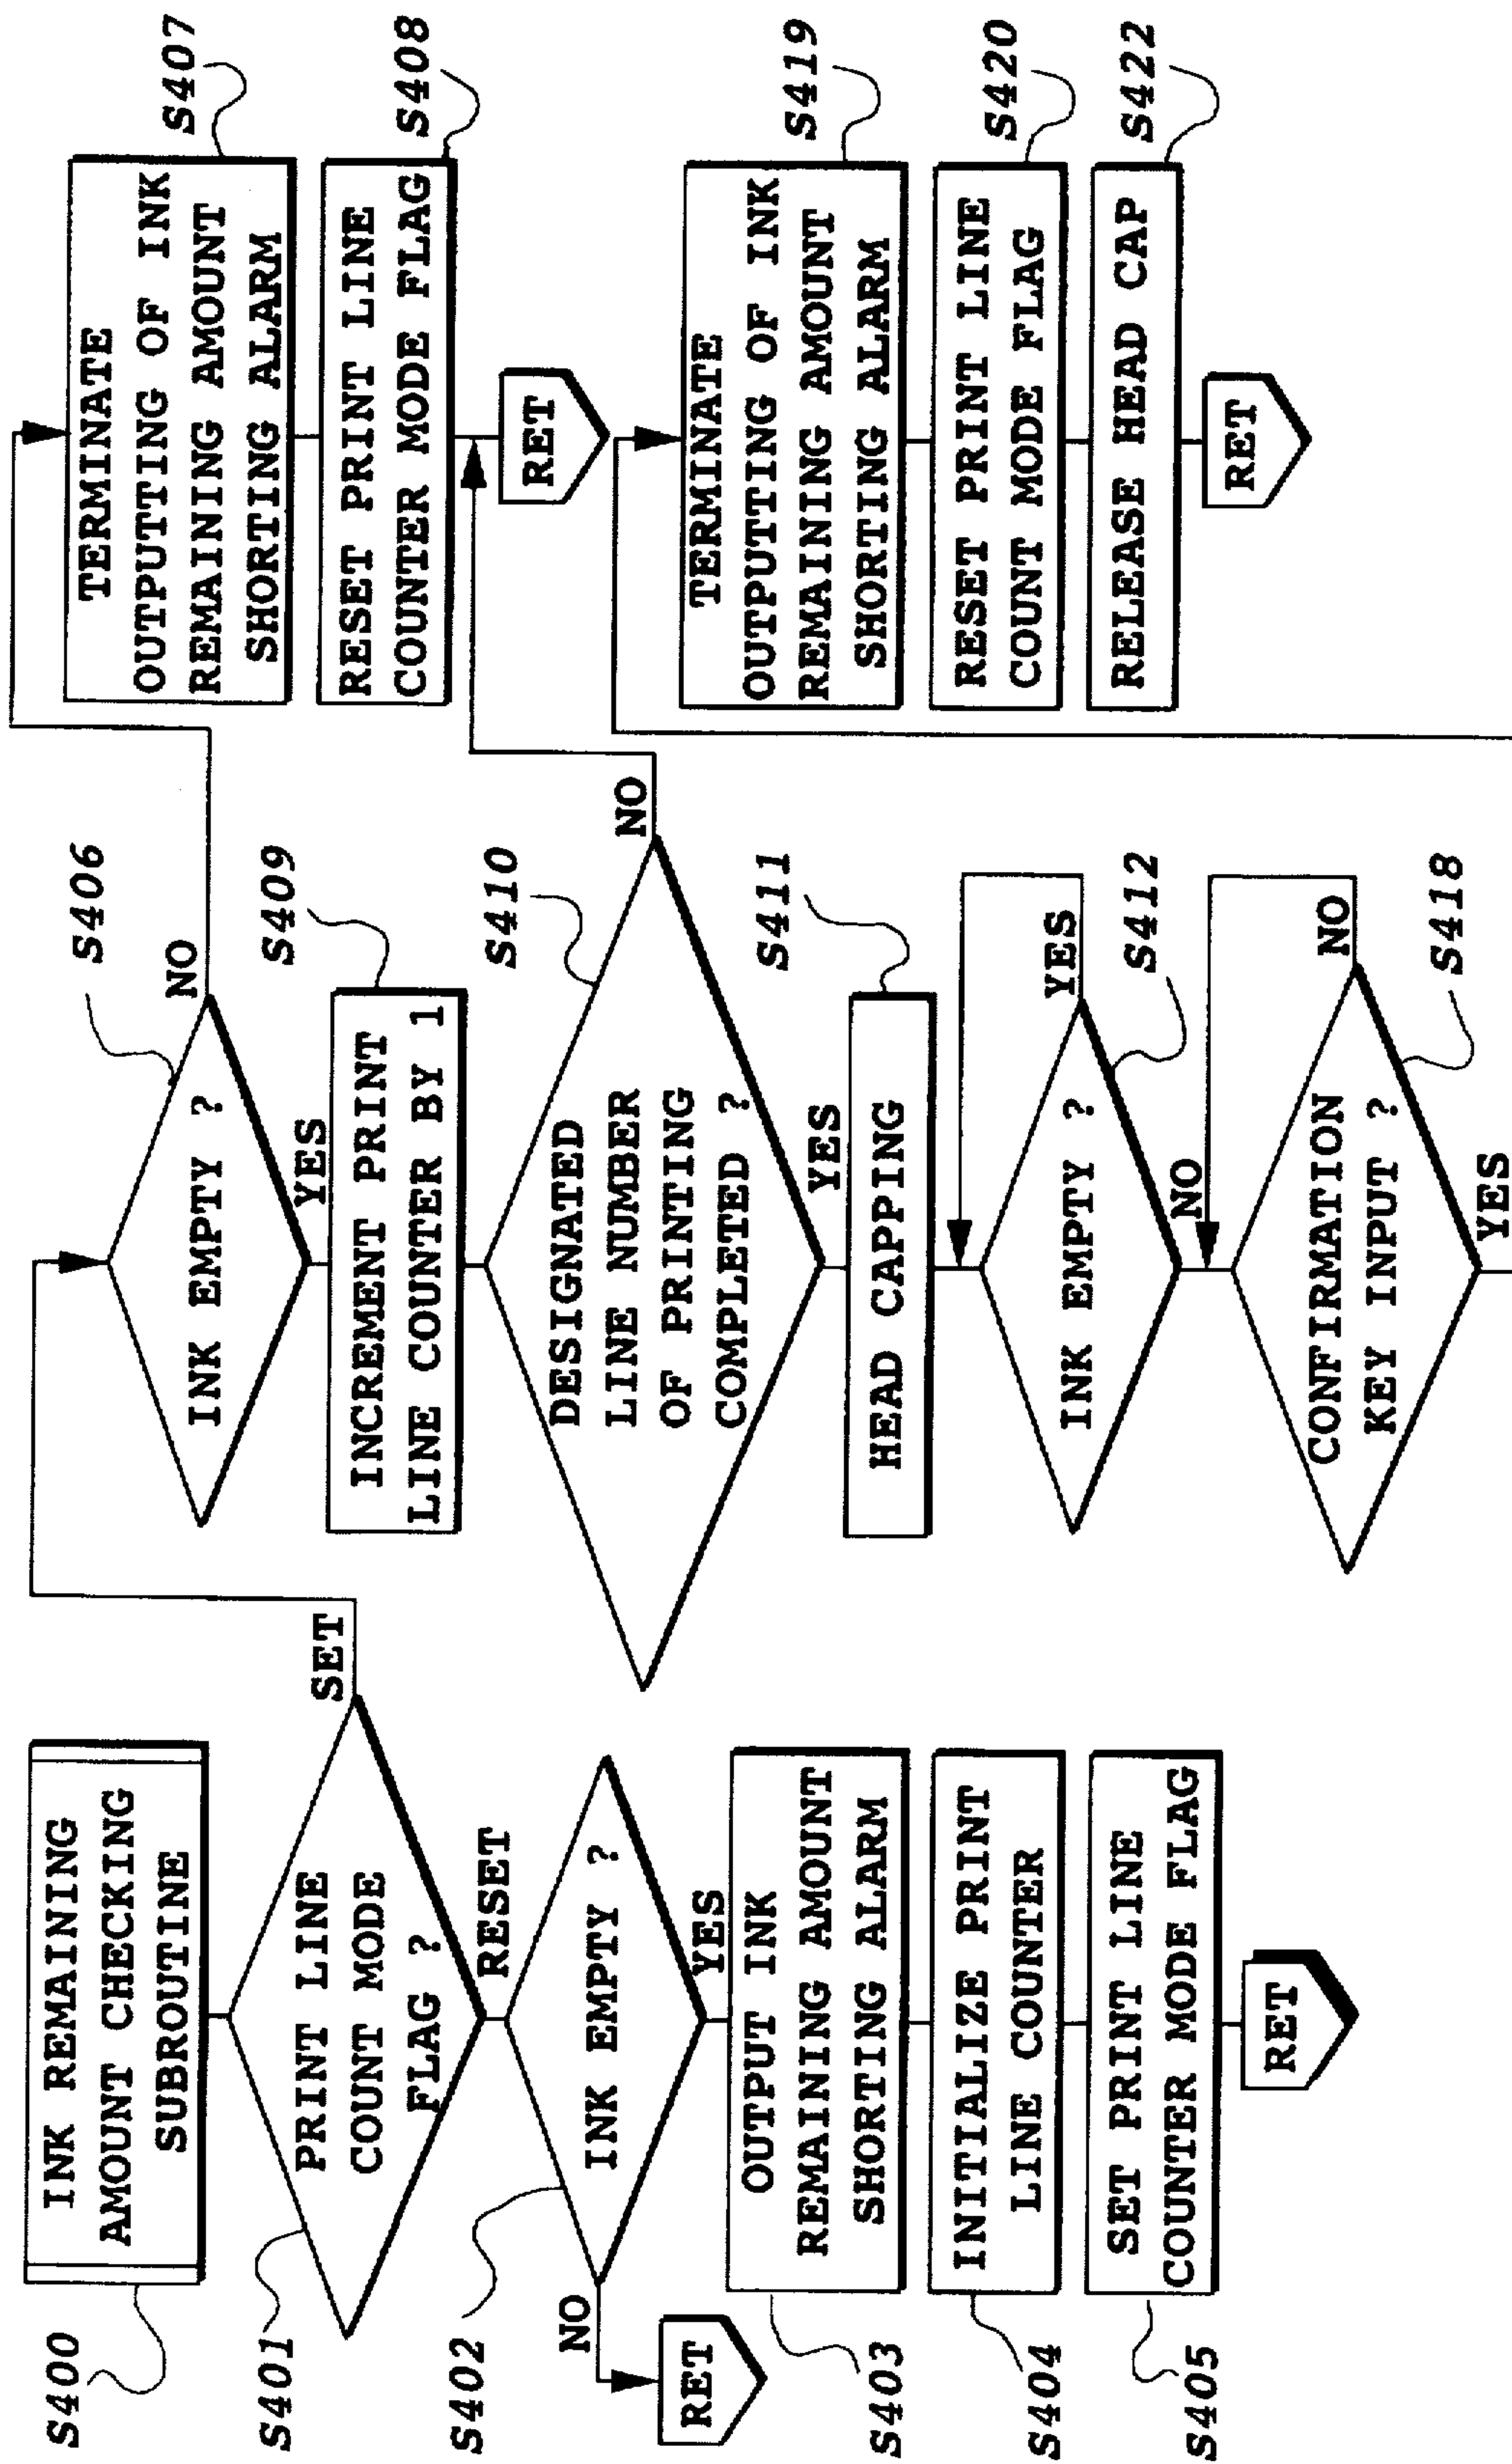 S400
INK REMAINING
AMOUNT CHECKING
SUBROUTINE
S401
PRINT LINE
COUNT MODE
FLAG ?
SET
RESET
S402
INK EMPTY ?
NO
RET
YES
S403
OUTPUT INK
REMAINING AMOUNT
SHORTING ALARM
S404
INITIALIZE PRINT
LINE COUNTER
S405
SET PRINT LINE
COUNTER MODE FLAG
RET
S406
INK EMPTY ?
NO
YES
S409
INCREMENT PRINT
LINE COUNTER BY 1
S410
DESIGNATED
LINE NUMBER
OF PRINTING
COMPLETED ?
NO
YES
S411
HEAD CAPPING
INK EMPTY ?
YES
S412
NO
CONFIRMATION
KEY INPUT ?
NO
S418
YES
S407
TERMINATE
OUTPUTING OF INK
REMAINING AMOUNT
SHORTING ALARM
S408
RESET PRINT LINE
COUNTER MODE FLAG
RET
S419
TERMINATE
OUTPUTTING OF INK
REMAINING AMOUNT
SHORTING ALARM
S420
RESET PRINT LINE
COUNT MODE FLAG
S422
RELEASE HEAD CAP
RET